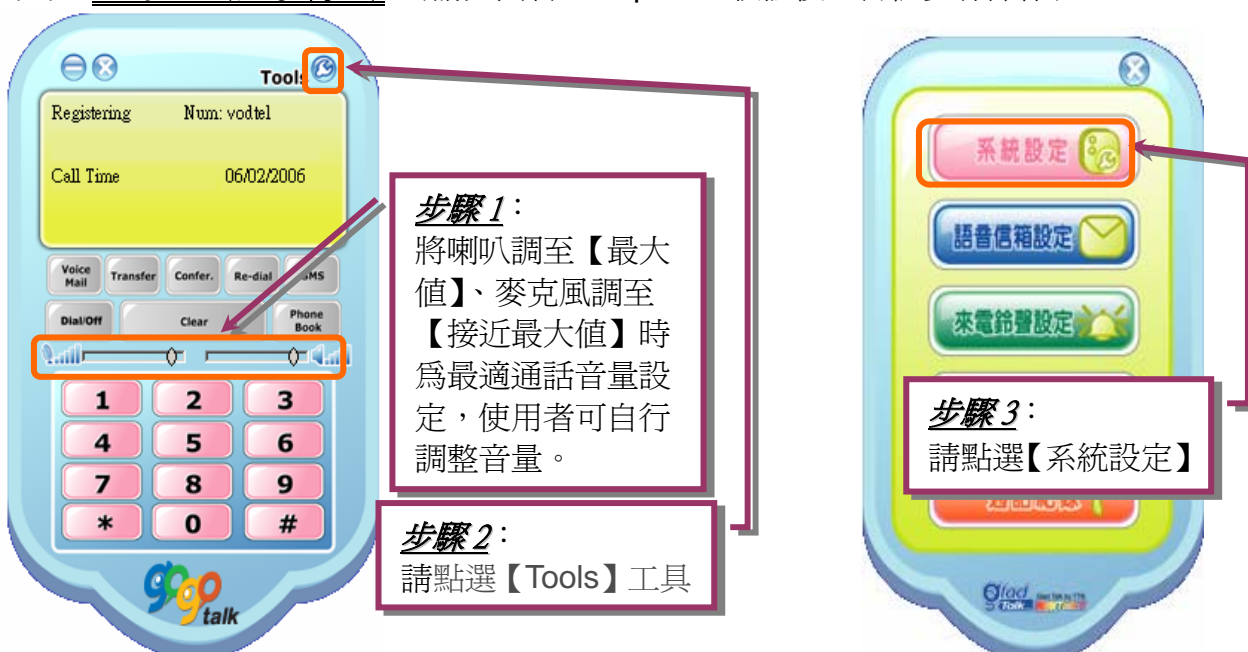 Tools
Registering Num: vodtel
Call Time 06/02/2006
Voice Mail Transfer Confer. Re-dial
Dial/Off Clear Phone Book
1 2 3
4 5 6
7 8 9
* 0 #
gogo talk
步驟1:
將喇叭調至【最大
值】、麥克風調至
【接近最大值】時
為最適通話音量設
定,使用者可自行
調整音量。
步驟2:
請點選【Tools】工具
系統設定
語音信箱設定
來電鈴聲設定
步驟3:
請點選【系統設定】
Glad Talk